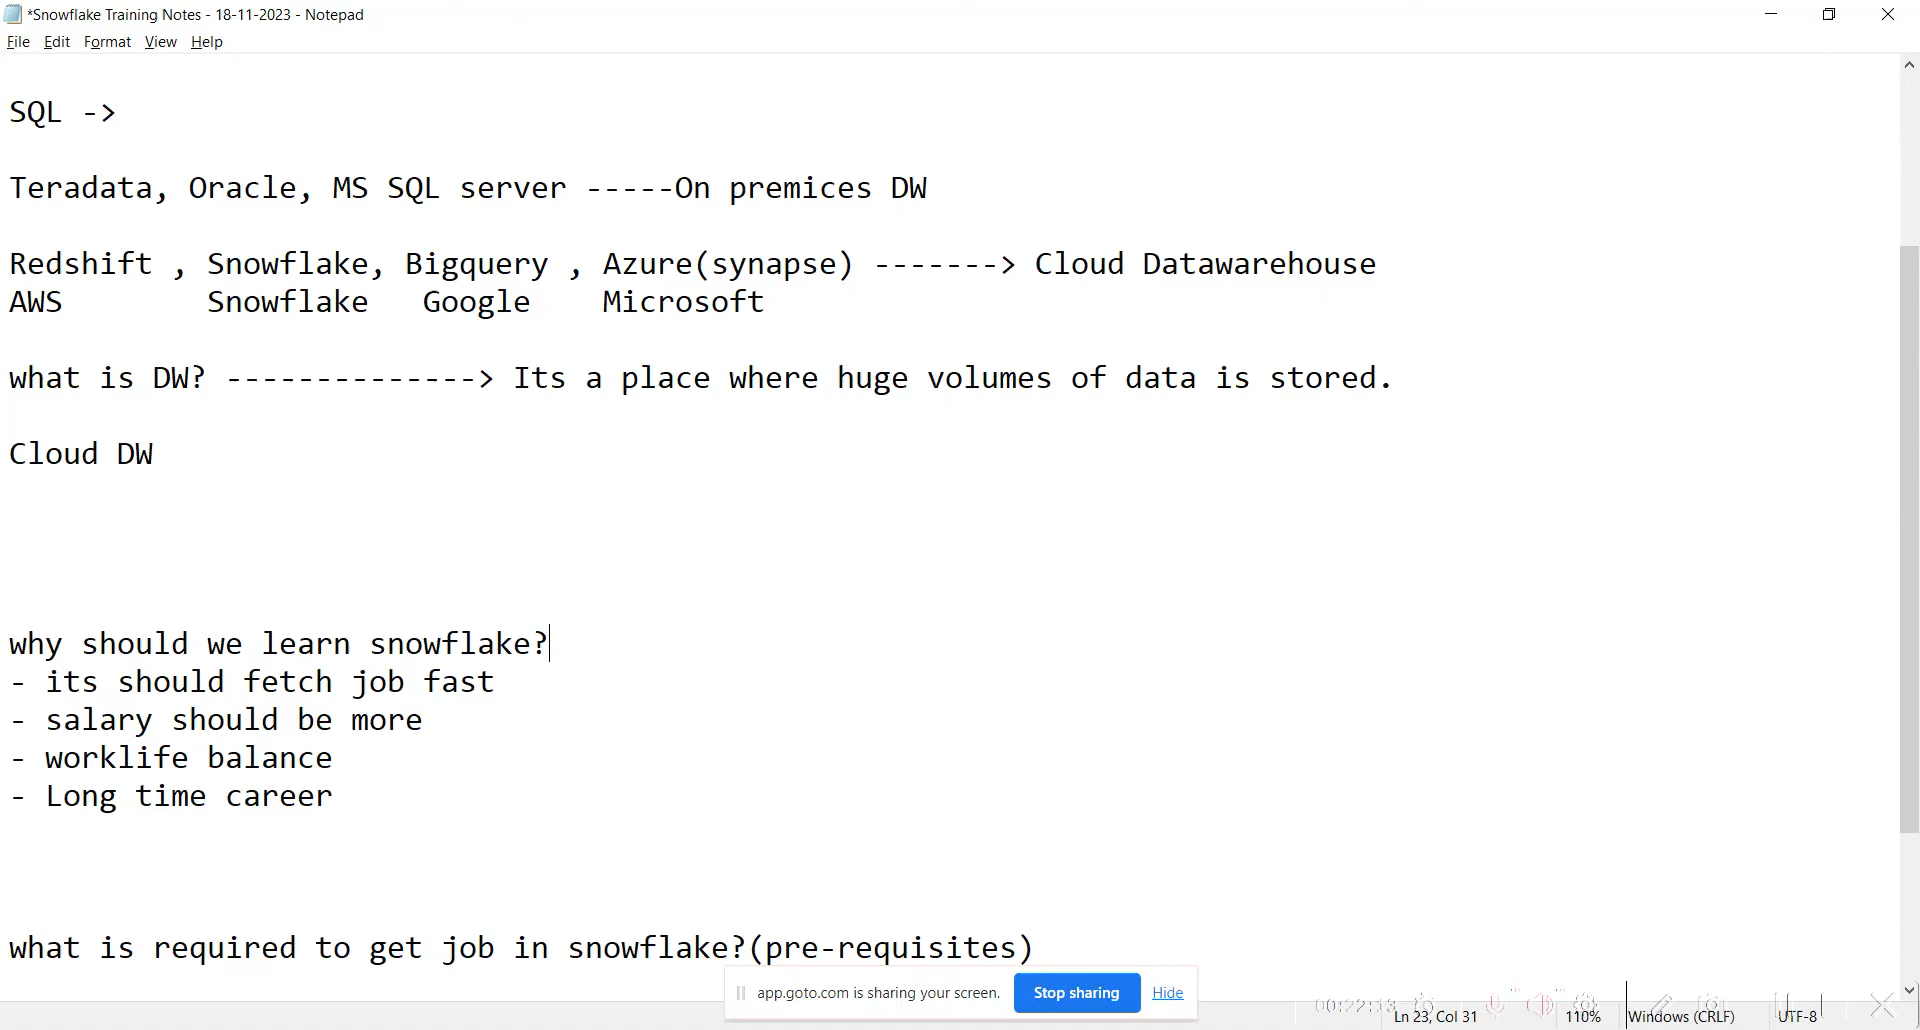 *Snowflake Training Notes - 18-11-2023 - Notepad
File Edit Format View Help
SQL ->
Teradata, Oracle, MS SQL server -----On premices DW
Redshift , Snowflake, Bigquery , Azure(synapse) -------> Cloud Datawarehouse
AWS Snowflake Google Microsoft
what is DW? --------------> Its a place where huge volumes of data is stored.
Cloud DW
why should we learn snowflake?
- its should fetch job fast
- salary should be more
- worklife balance
- Long time career
what is required to get job in snowflake?(pre-requisites)
app.goto.com is sharing your screen. Stop sharing Hide
00:22:13
Ln 23, Col 31 110% Windows (CRLF) UTF-8